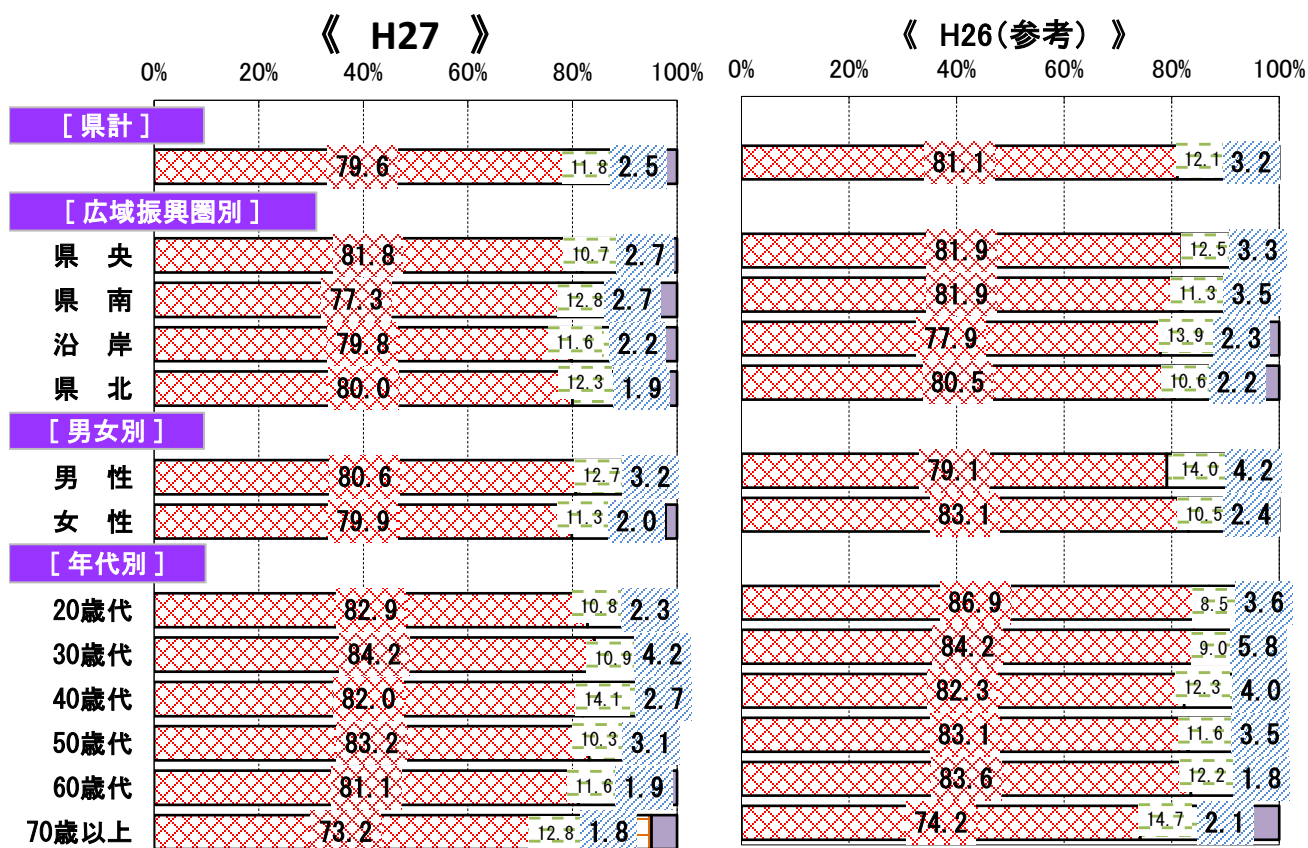 《 H27 》
《 H26(参考) 》
0% 20% 40% 60% 80% 100%
0% 20% 40% 60% 80% 100%
[ 県計 ]
79.6 11.8 2.5
81.1 12.1 3.2
[ 広域振興圏別 ]
県 央 81.8 10.7 2.7
81.9 12.5 3.3
県 南 77.3 12.8 2.7
81.9 11.3 3.5
沿 岸 79.8 11.6 2.2
77.9 13.9 2.3
県 北 80.0 12.3 1.9
80.5 10.6 2.2
[ 男女別 ]
男 性 80.6 12.7 3.2
79.1 14.0 4.2
女 性 79.9 11.3 2.0
83.1 10.5 2.4
[ 年代別 ]
20歳代 82.9 10.8 2.3
86.9 8.5 3.6
30歳代 84.2 10.9 4.2
84.2 9.0 5.8
40歳代 82.0 14.1 2.7
82.3 12.3 4.0
50歳代 83.2 10.3 3.1
83.1 11.6 3.5
60歳代 81.1 11.6 1.9
83.6 12.2 1.8
70歳以上 73.2 12.8 1.8
74.2 14.7 2.1